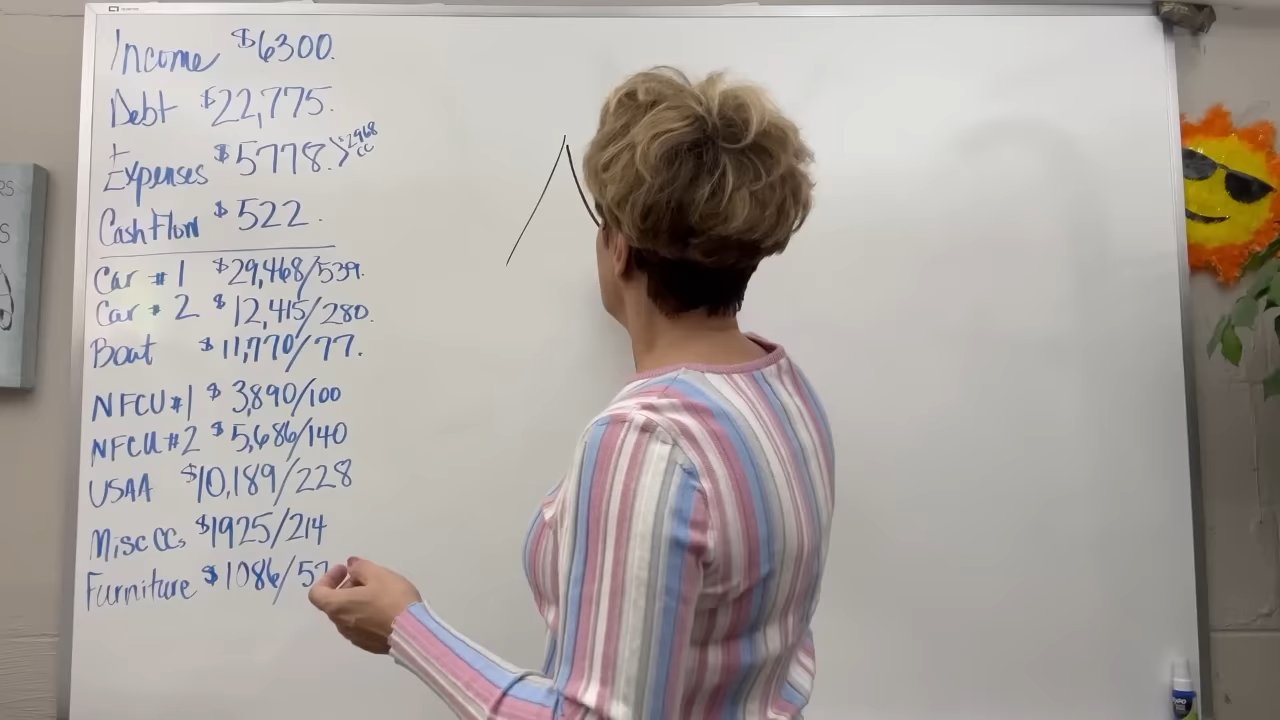 Income $6300.
Debt $22,775.
Expenses $5778. $2968
CC
Cash Flow $522.
Car #1 $29,468/539.
Car #2 $12,415/280.
Boat $11,770/77.
NFCU #1 $3,890/100
NFCU #2 $5,686/140
USAA $10,189/228
Misc CCs $1925/214
Furniture $1086/
RS
S